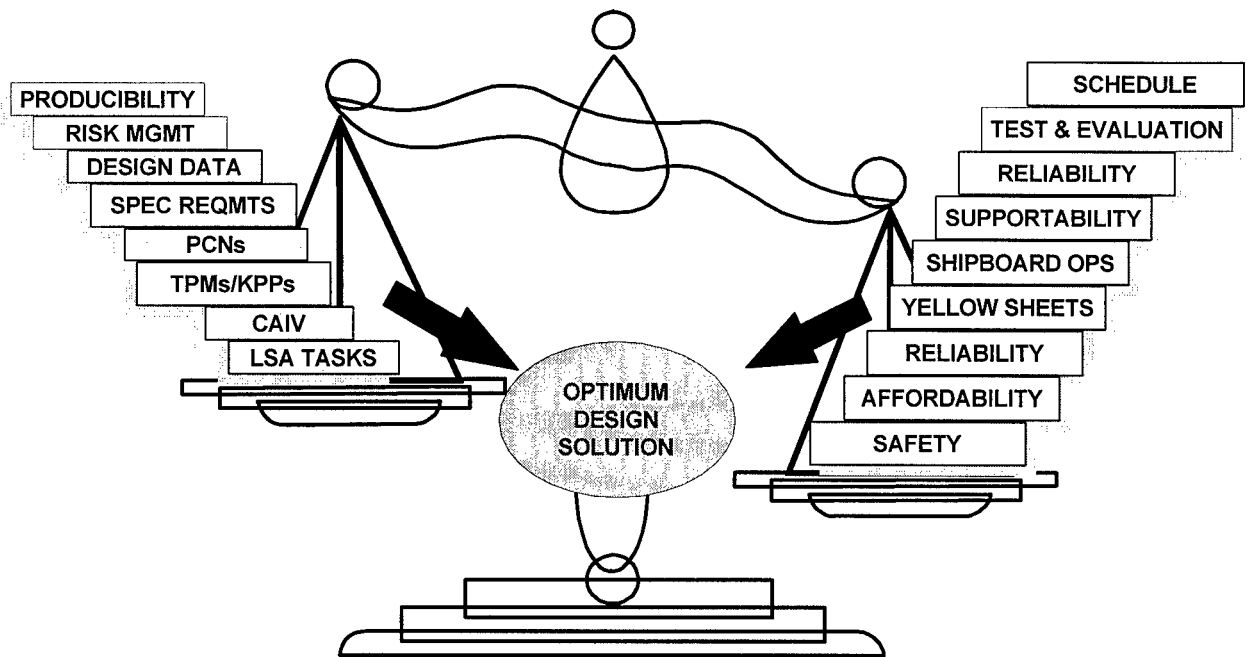 PRODUCIBILITY
RISK MGMT
DESIGN DATA
SPEC REQMTS
PCNs
TPMs/KPPs
CAIV
LSA TASKS
OPTIMUM
DESIGN
SOLUTION
SCHEDULE
TEST & EVALUATION
RELIABILITY
SUPPORTABILITY
SHIPBOARD OPS
YELLOW SHEETS
RELIABILITY
AFFORDABILITY
SAFETY